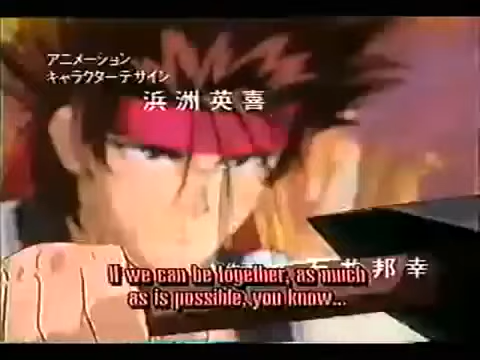 アニメーション
キャラクターデザイン
浜洲英喜
邦幸
If we can be together, as much
as is possible, you know...